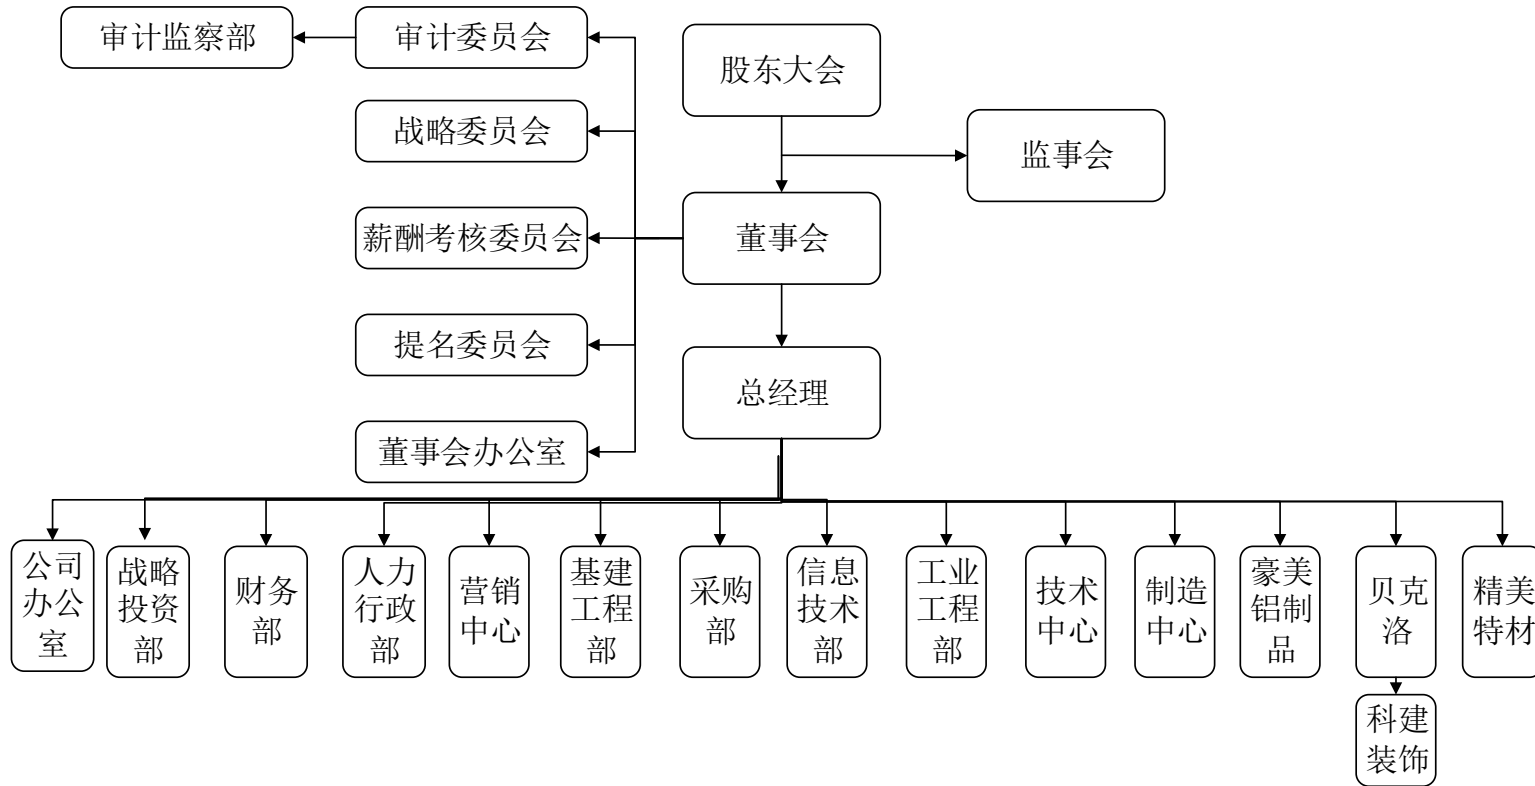 审计监察部
审计委员会
股东大会
战略委员会
监事会
薪酬考核委员会
董事会
提名委员会
总经理
董事会办公室
公司
办公
室
战略
投资
部
财务
部
人力
行政
部
营销
中心
基建
工程
部
采购
部
信息
技术
部
工业
工程
部
技术
中心
制造
中心
豪美
铝制
品
贝克
洛
精美
特材
科建
装饰